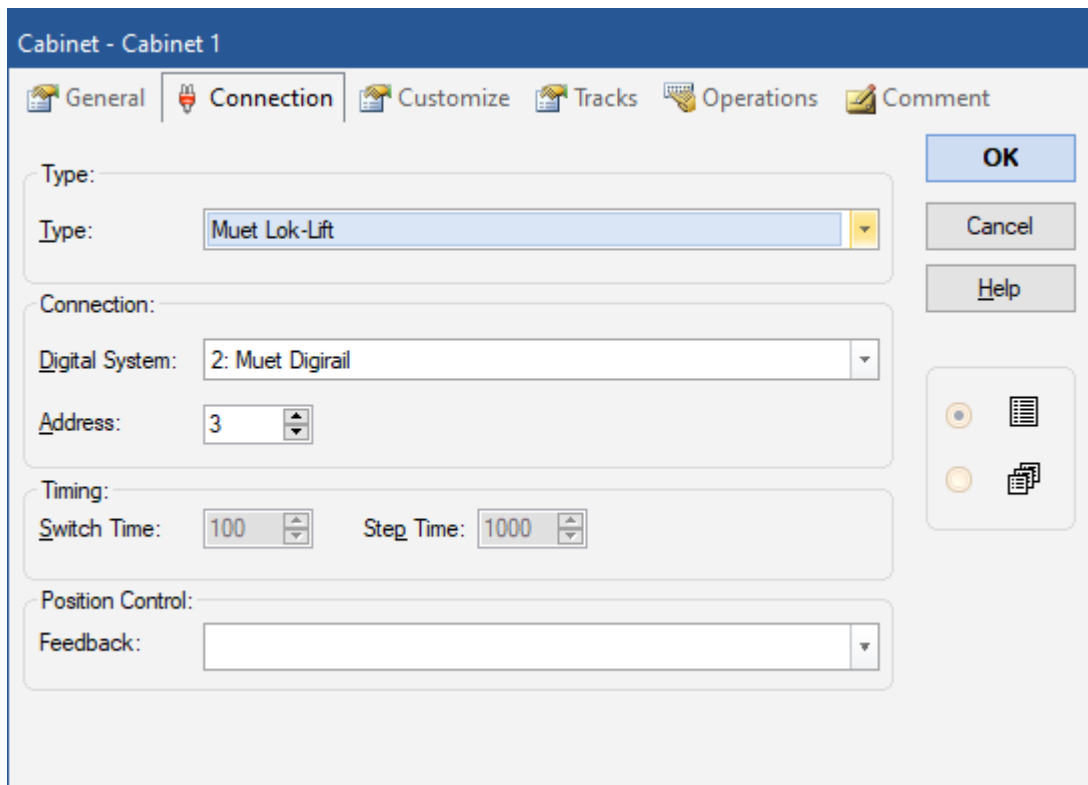 Cabinet - Cabinet 1
General Connection Customize Tracks Operations Comment
OK
Cancel
Help
Type:
Type: Muet Lok-Lift
Connection:
Digital System: 2: Muet Digirail
Address: 3
Timing:
Switch Time: 100 Step Time: 1000
Position Control:
Feedback: